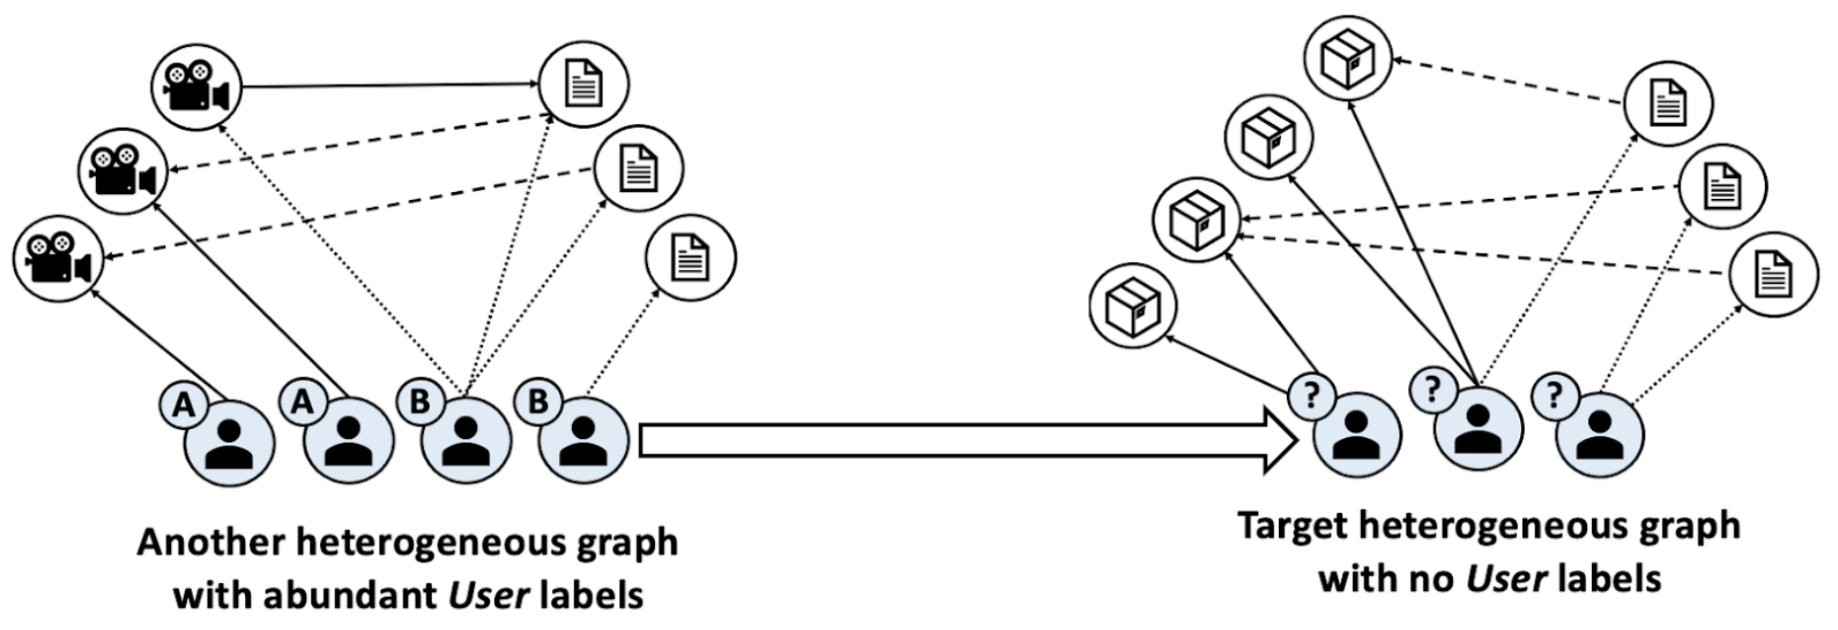 A A B B
? ? ?
Another heterogeneous graph
with abundant User labels
Target heterogeneous graph
with no User labels